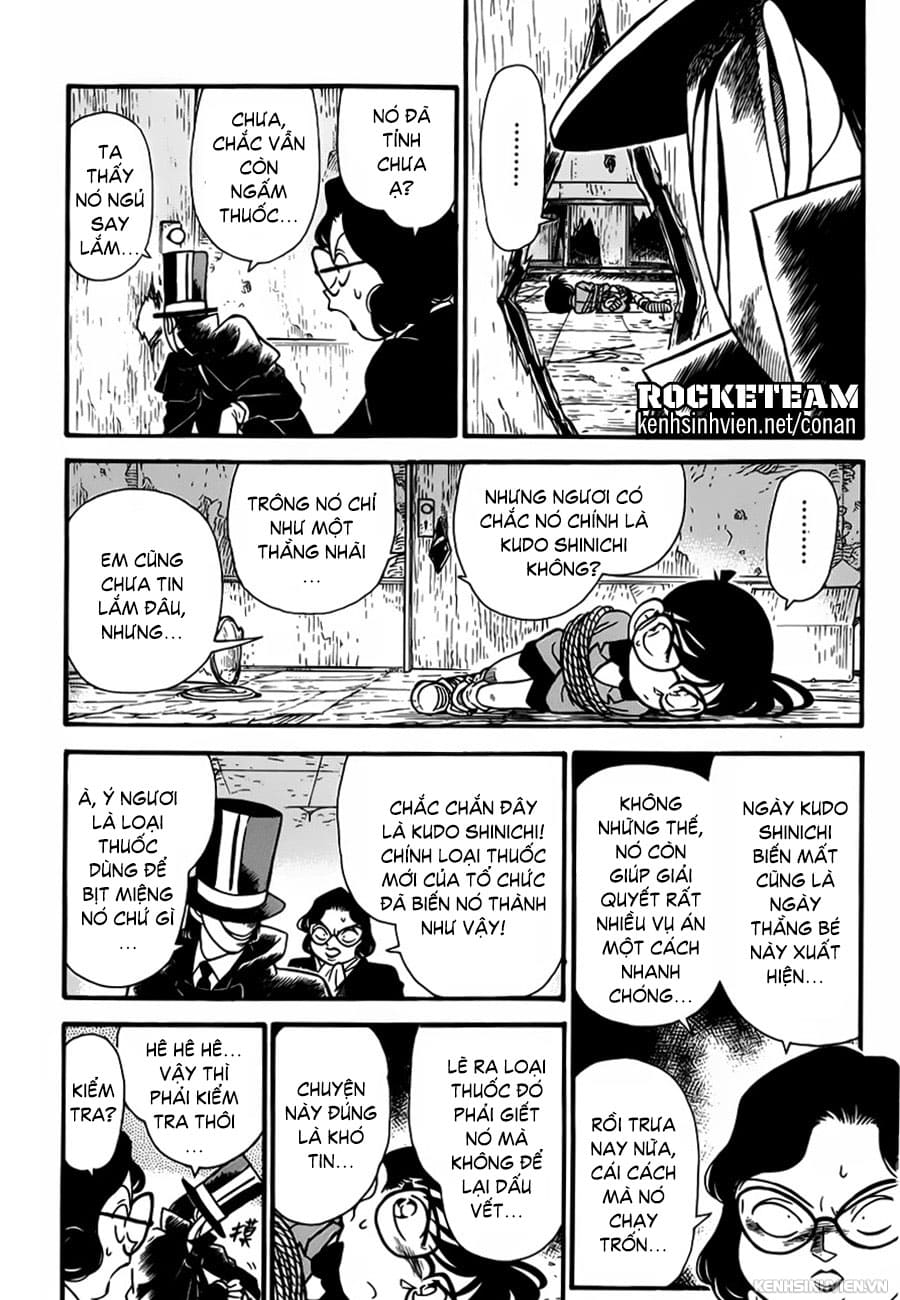 ………
NÓ ĐÃ
TỈNH
CHƯA
Ạ?
CHƯA,
CHẮC VẪN
CÒN
NGẤM
THUỐC...
TA
THẤY
NÓ NGỦ
SAY
LẮM...
ROCKETEAM
kenhsinhvien.net/conan
………
NHƯNG NGƯƠI CÓ
CHẮC NÓ CHÍNH LÀ
KUDO SHINICHI
KHÔNG?
TRÔNG NÓ CHỈ
NHƯ MỘT
THẰNG NHÃI
...
EM CŨNG
CHƯA TIN
LẮM ĐÂU,
NHƯNG...
NGÀY KUDO
SHINICHI
BIẾN MẤT
CŨNG LÀ
NGÀY
THẰNG BÉ
NÀY XUẤT
HIỆN...
KHÔNG
NHỮNG THẾ,
NÓ CÒN
GIÚP GIẢI
QUYẾT RẤT
NHIỀU VỤ ÁN
MỘT CÁCH
NHANH
CHÓNG...
RỒI TRƯA
NAY NỮA,
CÁI CÁCH
MÀ NÓ
CHẠY
TRỐN...
CHẮC CHẮN ĐÂY
LÀ KUDO SHINICHI!
CHÍNH LOẠI THUỐC
MỚI CỦA TỔ CHỨC
ĐÃ BIẾN NÓ THÀNH
NHƯ VẬY!
À, Ý NGƯƠI
LÀ LOẠI
THUỐC
DÙNG ĐỂ
BỊT MIỆNG
NÓ CHỨ GÌ
...
LẼ RA LOẠI
THUỐC ĐÓ
PHẢI GIẾT
NÓ MÀ
KHÔNG ĐỂ
LẠI DẤU
VẾT...
CHUYỆN
NÀY ĐÚNG
LÀ KHÓ
TIN...
HÊ HÊ HÊ...
VẬY THÌ
PHẢI KIỂM
TRA THÔI
...
KIỂM
TRA?
KENHSINHVIEN.VN